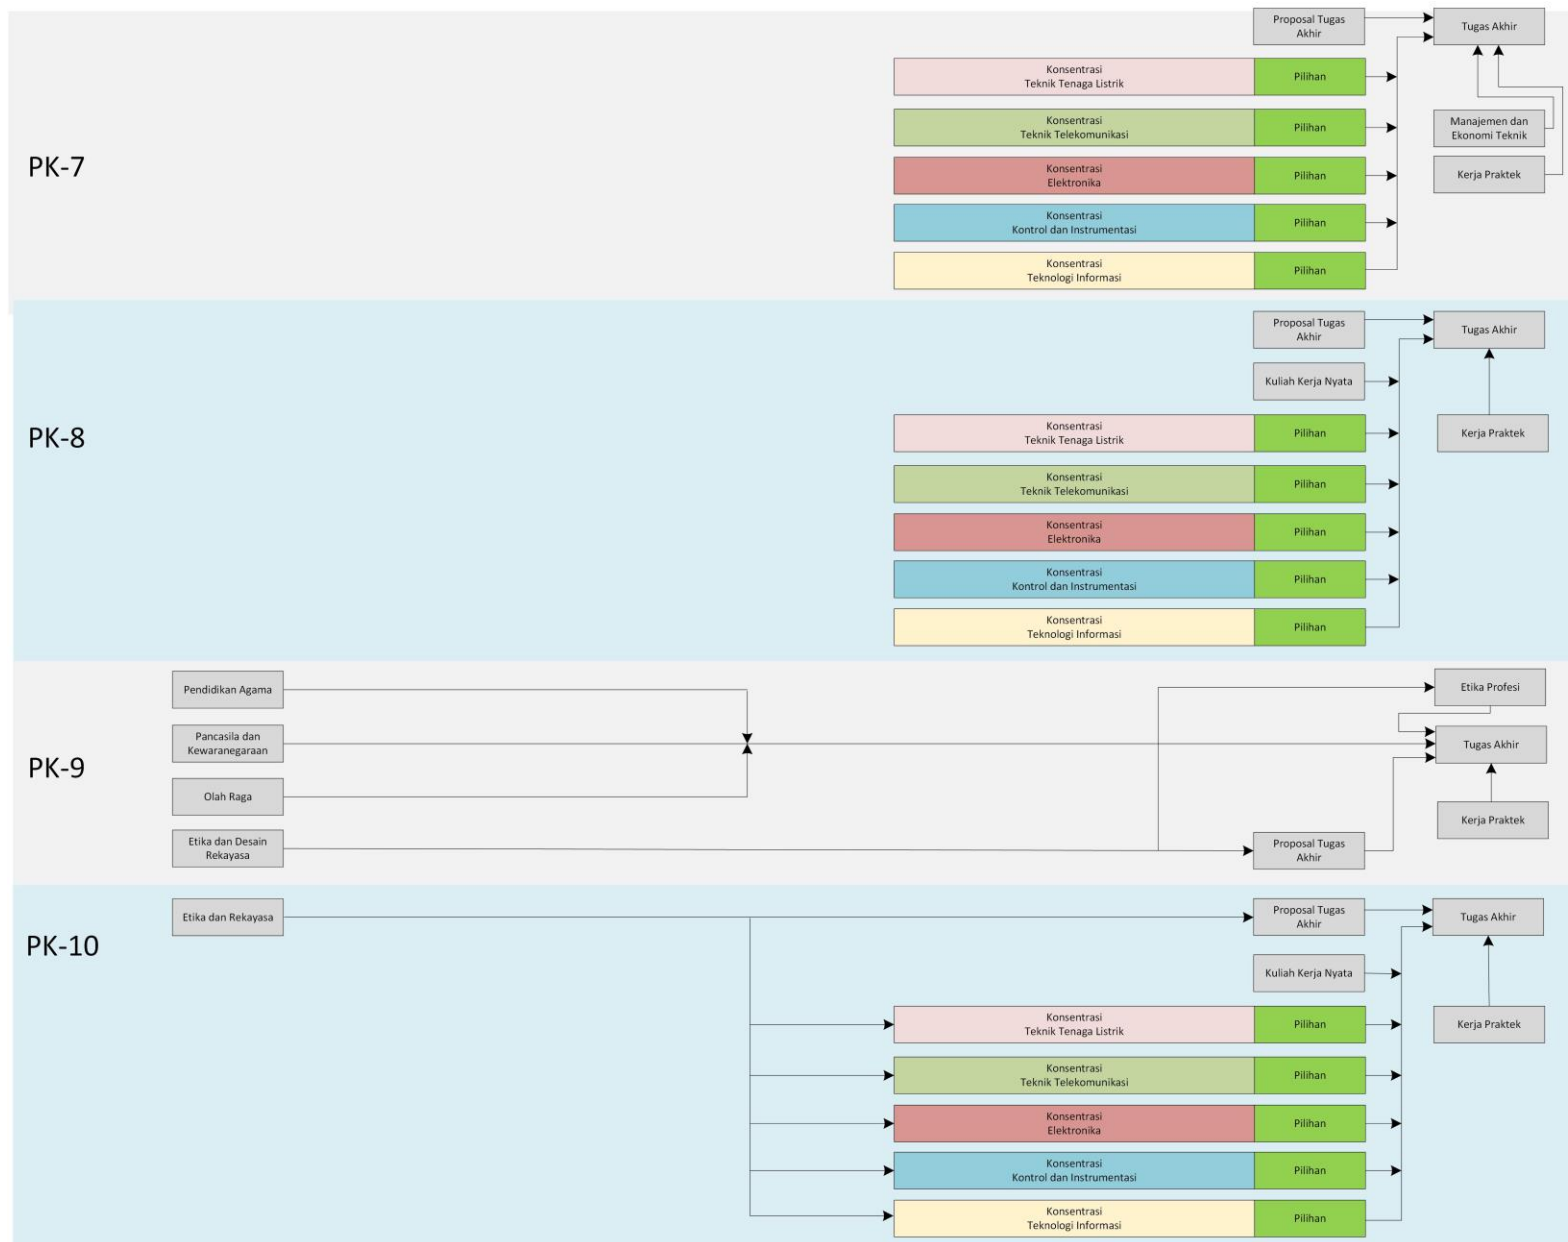 PK-7
Proposal Tugas
Akhir
Tugas Akhir
Konsentrasi
Teknik Tenaga Listrik
Pilihan
Konsentrasi
Teknik Telekomunikasi
Pilihan
Manajemen dan
Ekonomi Teknik
Konsentrasi
Elektronika
Pilihan
Kerja Praktek
Konsentrasi
Kontrol dan Instrumentasi
Pilihan
Konsentrasi
Teknologi Informasi
Pilihan
PK-8
Proposal Tugas
Akhir
Tugas Akhir
Kuliah Kerja Nyata
Konsentrasi
Teknik Tenaga Listrik
Pilihan
Kerja Praktek
Konsentrasi
Teknik Telekomunikasi
Pilihan
Konsentrasi
Elektronika
Pilihan
Konsentrasi
Kontrol dan Instrumentasi
Pilihan
Konsentrasi
Teknologi Informasi
Pilihan
PK-9
Pendidikan Agama
Etika Profesi
Pancasila dan
Kewaranegaraan
Tugas Akhir
Olah Raga
Kerja Praktek
Etika dan Desain
Rekayasa
Proposal Tugas
Akhir
PK-10
Etika dan Rekayasa
Proposal Tugas
Akhir
Tugas Akhir
Kuliah Kerja Nyata
Konsentrasi
Teknik Tenaga Listrik
Pilihan
Kerja Praktek
Konsentrasi
Teknik Telekomunikasi
Pilihan
Konsentrasi
Elektronika
Pilihan
Konsentrasi
Kontrol dan Instrumentasi
Pilihan
Konsentrasi
Teknologi Informasi
Pilihan